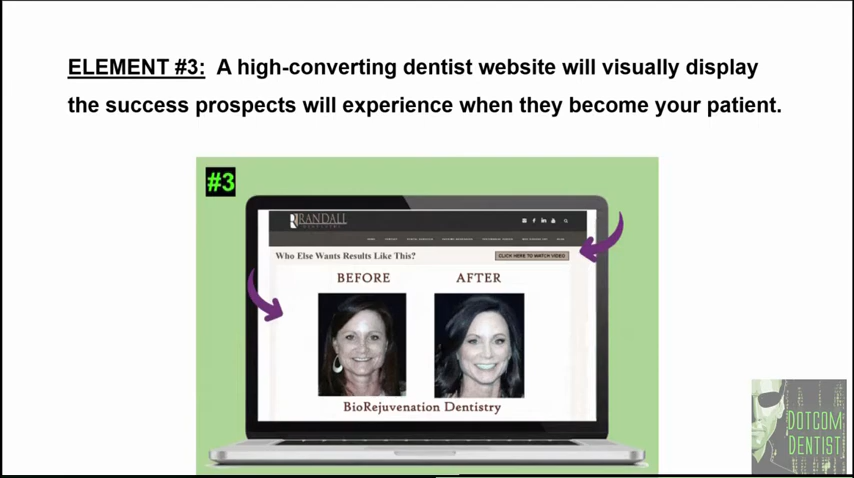 ELEMENT #3: A high-converting dentist website will visually display
the success prospects will experience when they become your patient.
#3
RANDALL
Who Else Wants Results Like This?
CLICK HERE TO WATCH VIDEO
BEFORE
AFTER
BioRejuvenation Dentistry
DOTCOM
DENTIST